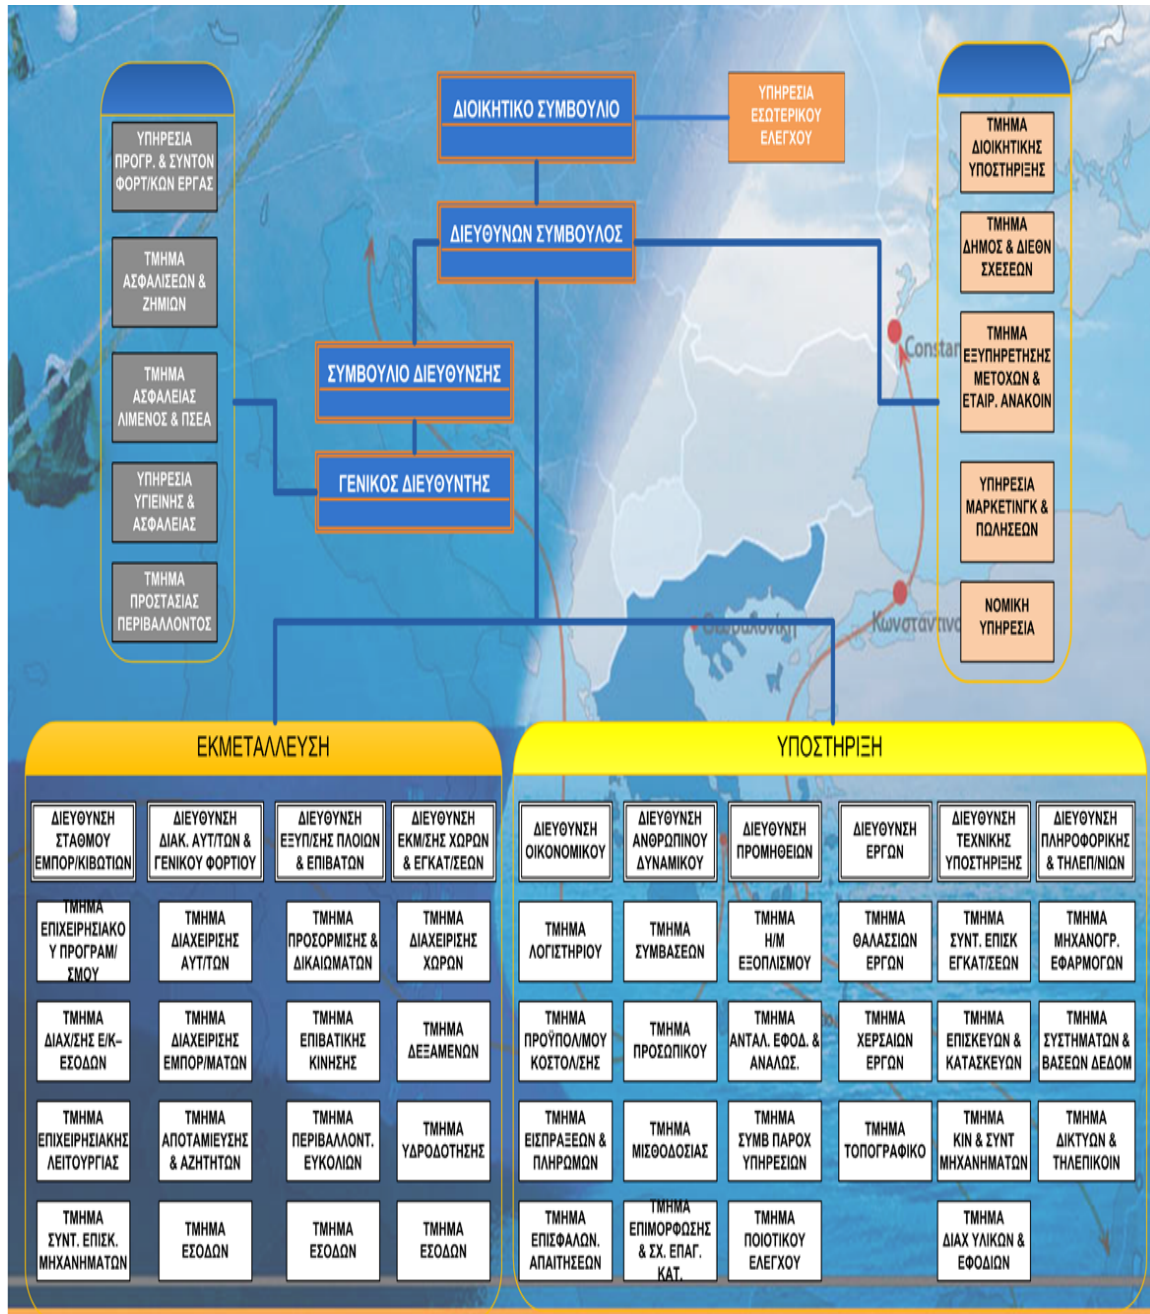 ΔΙΟΙΚΗΤΙΚΟ ΣΥΜΒΟΥΛΙΟ
ΥΠΗΡΕΣΙΑ
ΕΣΩΤΕΡΙΚΟΥ
ΕΛΕΓΧΟΥ
ΔΙΕΥΘΥΝΩΝ ΣΥΜΒΟΥΛΟΣ
ΣΥΜΒΟΥΛΙΟ ΔΙΕΥΘΥΝΣΗΣ
ΓΕΝΙΚΟΣ ΔΙΕΥΘΥΝΤΗΣ
ΥΠΗΡΕΣΙΑ
ΠΡΟΓΡ. & ΣΥΝΤΟΝ
ΦΟΡΤ/ΚΩΝ ΕΡΓΑΣ
ΤΜΗΜΑ
ΑΣΦΑΛΙΣΕΩΝ &
ΖΗΜΙΩΝ
ΤΜΗΜΑ
ΑΣΦΑΛΕΙΑΣ
ΛΙΜΕΝΟΣ & ΠΣΕΑ
ΥΠΗΡΕΣΙΑ
ΥΓΙΕΙΝΗΣ &
ΑΣΦΑΛΕΙΑΣ
ΤΜΗΜΑ
ΠΡΟΣΤΑΣΙΑΣ
ΠΕΡΙΒΑΛΛΟΝΤΟΣ
ΤΜΗΜΑ
ΔΙΟΙΚΗΤΙΚΗΣ
ΥΠΟΣΤΗΡΙΞΗΣ
ΤΜΗΜΑ
ΔΗΜΟΣ & ΔΙΕΘΝ
ΣΧΕΣΕΩΝ
ΤΜΗΜΑ
ΕΞΥΠΗΡΕΤΗΣΗΣ
ΜΕΤΟΧΩΝ &
ΕΤΑΙΡ. ΑΝΑΚΟΙΝ
ΥΠΗΡΕΣΙΑ
ΜΑΡΚΕΤΙΝΓΚ &
ΠΩΛΗΣΕΩΝ
ΝΟΜΙΚΗ
ΥΠΗΡΕΣΙΑ
Constan
Θεσσαλονίκη
Κωνσταντινο
ΕΚΜΕΤΑΛΛΕΥΣΗ
ΔΙΕΥΘΥΝΣΗ
ΣΤΑΘΜΟΥ
ΕΜΠΟΡ/ΚΙΒΩΤΙΩΝ
ΤΜΗΜΑ
ΕΠΙΧΕΙΡΗΣΙΑΚΟ
Υ ΠΡΟΓΡΑΜ/
ΣΜΟΥ
ΤΜΗΜΑ
ΔΙΑΧ/ΣΗΣ Ε/Κ–
ΕΣΟΔΩΝ
ΤΜΗΜΑ
ΕΠΙΧΕΙΡΗΣΙΑΚΗΣ
ΛΕΙΤΟΥΡΓΙΑΣ
ΤΜΗΜΑ
ΣΥΝΤ. ΕΠΙΣΚ.
ΜΗΧΑΝΗΜΑΤΩΝ
ΔΙΕΥΘΥΝΣΗ
ΔΙΑΚ. ΑΥΤ/ΤΩΝ &
ΓΕΝΙΚΟΥ ΦΟΡΤΙΟΥ
ΤΜΗΜΑ
ΔΙΑΧΕΙΡΙΣΗΣ
ΑΥΤ/ΤΩΝ
ΤΜΗΜΑ
ΔΙΑΧΕΙΡΙΣΗΣ
ΕΜΠΟΡ/ΜΑΤΩΝ
ΤΜΗΜΑ
ΑΠΟΤΑΜΙΕΥΣΗΣ
& ΑΖΗΤΗΤΩΝ
ΤΜΗΜΑ
ΕΣΟΔΩΝ
ΔΙΕΥΘΥΝΣΗ
ΕΞΥΠ/ΣΗΣ ΠΛΟΙΩΝ
& ΕΠΙΒΑΤΩΝ
ΤΜΗΜΑ
ΠΡΟΣΟΡΜΙΣΗΣ &
ΔΙΚΑΙΩΜΑΤΩΝ
ΤΜΗΜΑ
ΕΠΙΒΑΤΙΚΗΣ
ΚΙΝΗΣΗΣ
ΤΜΗΜΑ
ΠΕΡΙΒΑΛΛΟΝΤ.
ΕΥΚΟΛΙΩΝ
ΤΜΗΜΑ
ΕΣΟΔΩΝ
ΔΙΕΥΘΥΝΣΗ
ΕΚΜ/ΣΗΣ ΧΩΡΩΝ
& ΕΓΚΑΤ/ΣΕΩΝ
ΤΜΗΜΑ
ΔΙΑΧΕΙΡΙΣΗΣ
ΧΩΡΩΝ
ΤΜΗΜΑ
ΔΕΞΑΜΕΝΩΝ
ΤΜΗΜΑ
ΥΔΡΟΔΟΤΗΣΗΣ
ΤΜΗΜΑ
ΕΣΟΔΩΝ
ΥΠΟΣΤΗΡΙΞΗ
ΔΙΕΥΘΥΝΣΗ
ΟΙΚΟΝΟΜΙΚΟΥ
ΤΜΗΜΑ
ΛΟΓΙΣΤΗΡΙΟΥ
ΤΜΗΜΑ
ΠΡΟΫΠΟΛ/ΜΟΥ
ΚΟΣΤΟΛ/ΣΗΣ
ΤΜΗΜΑ
ΕΙΣΠΡΑΞΕΩΝ &
ΠΛΗΡΩΜΩΝ
ΤΜΗΜΑ
ΕΠΙΣΦΑΛΩΝ.
ΑΠΑΙΤΗΣΕΩΝ
ΔΙΕΥΘΥΝΣΗ
ΑΝΘΡΩΠΙΝΟΥ
ΔΥΝΑΜΙΚΟΥ
ΤΜΗΜΑ
ΣΥΜΒΑΣΕΩΝ
ΤΜΗΜΑ
ΠΡΟΣΩΠΙΚΟΥ
ΤΜΗΜΑ
ΜΙΣΘΟΔΟΣΙΑΣ
ΤΜΗΜΑ
ΕΠΙΜΟΡΦΩΣΗΣ
& ΣΧ. ΕΠΑΓ.
ΚΑΤ.
ΔΙΕΥΘΥΝΣΗ
ΠΡΟΜΗΘΕΙΩΝ
ΤΜΗΜΑ
Η/Μ
ΕΞΟΠΛΙΣΜΟΥ
ΤΜΗΜΑ
ΑΝΤΑΛ. ΕΦΟΔ. &
ΑΝΑΛΩΣ.
ΤΜΗΜΑ
ΣΥΜΒ ΠΑΡΟΧ
ΥΠΗΡΕΣΙΩΝ
ΤΜΗΜΑ
ΠΟΙΟΤΙΚΟΥ
ΕΛΕΓΧΟΥ
ΔΙΕΥΘΥΝΣΗ
ΕΡΓΩΝ
ΤΜΗΜΑ
ΘΑΛΑΣΣΙΩΝ
ΕΡΓΩΝ
ΤΜΗΜΑ
ΧΕΡΣΑΙΩΝ
ΕΡΓΩΝ
ΤΜΗΜΑ
ΤΟΠΟΓΡΑΦΙΚΟ
ΔΙΕΥΘΥΝΣΗ
ΤΕΧΝΙΚΗΣ
ΥΠΟΣΤΗΡΙΞΗΣ
ΤΜΗΜΑ
ΣΥΝΤ. ΕΠΙΣΚ
ΕΓΚΑΤ/ΣΕΩΝ
ΤΜΗΜΑ
ΕΠΙΣΚΕΥΩΝ &
ΚΑΤΑΣΚΕΥΩΝ
ΤΜΗΜΑ
ΚΙΝ & ΣΥΝΤ
ΜΗΧΑΝΗΜΑΤΩΝ
ΤΜΗΜΑ
ΔΙΑΧ ΥΛΙΚΩΝ &
ΕΦΟΔΙΩΝ
ΔΙΕΥΘΥΝΣΗ
ΠΛΗΡΟΦΟΡΙΚΗΣ
& ΤΗΛΕΠ/ΝΙΩΝ
ΤΜΗΜΑ
ΜΗΧΑΝΟΓΡ.
ΕΦΑΡΜΟΓΩΝ
ΤΜΗΜΑ
ΣΥΣΤΗΜΑΤΩΝ &
ΒΑΣΕΩΝ ΔΕΔΟΜ
ΤΜΗΜΑ
ΔΙΚΤΥΩΝ &
ΤΗΛΕΠΙΚΟΙΝ